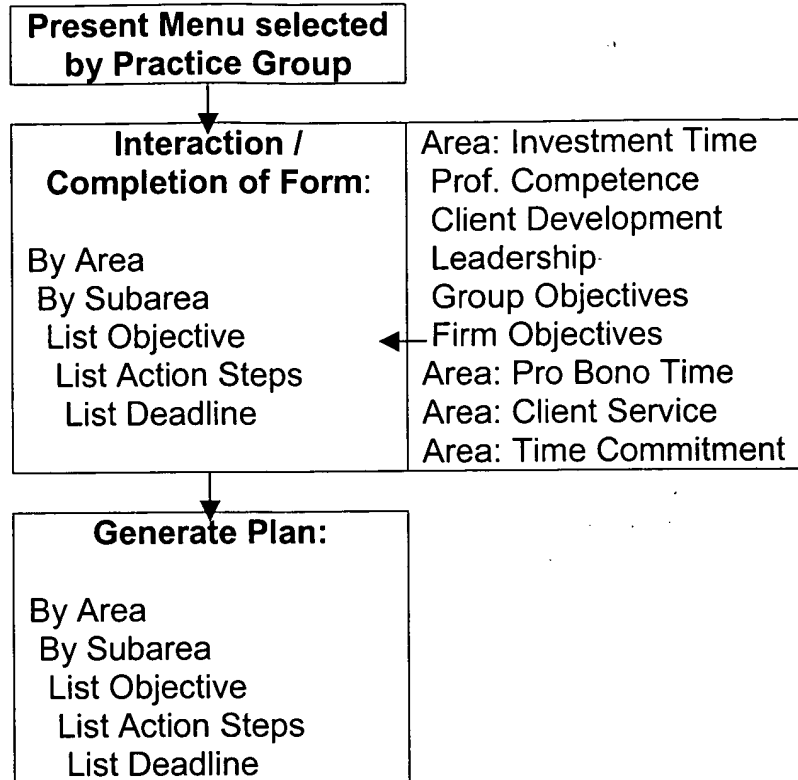 Present Menu selected
by Practice Group
Interaction /
Completion of Form:
By Area
By Subarea
List Objective
List Action Steps
List Deadline
Area: Investment Time
Prof. Competence
Client Development
Leadership
Group Objectives
Firm Objectives
Area: Pro Bono Time
Area: Client Service
Area: Time Commitment
Generate Plan:
By Area
By Subarea
List Objective
List Action Steps
List Deadline